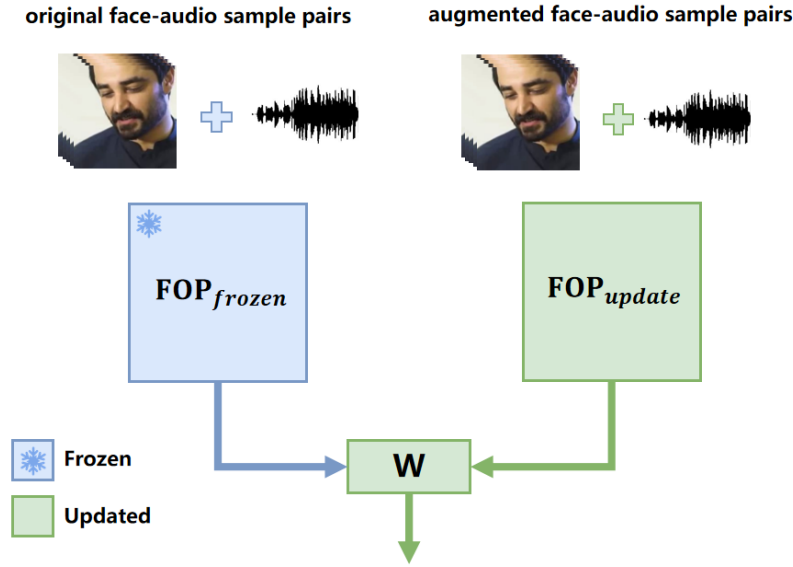 original face-audio sample pairs
augmented face-audio sample pairs
FOP_frozen
FOP_update
W
Frozen
Updated